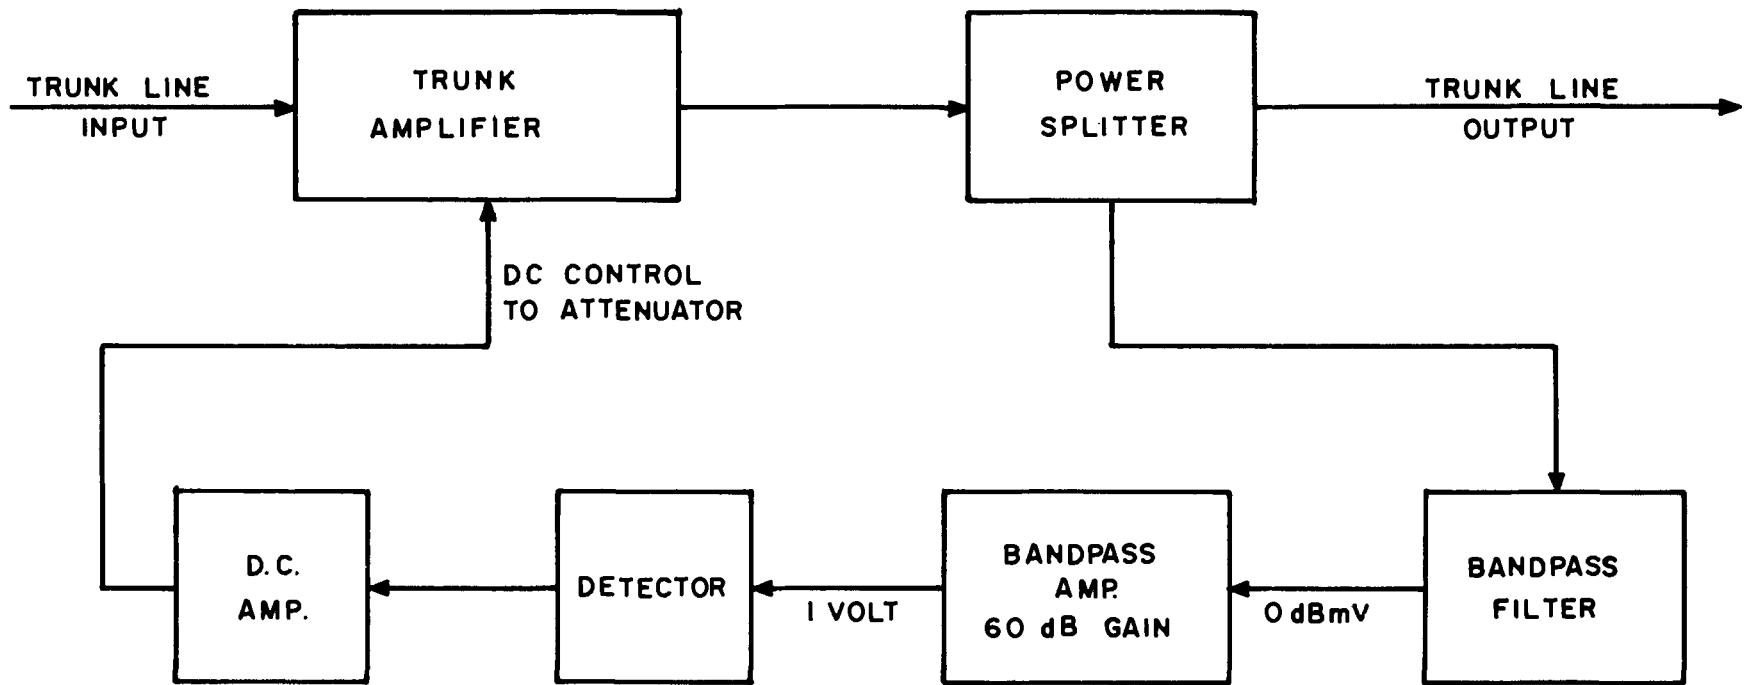 TRUNK LINE
INPUT
TRUNK
AMPLIFIER
POWER
SPLITTER
TRUNK LINE
OUTPUT
DC CONTROL
TO ATTENUATOR
D.C.
AMP.
DETECTOR
1 VOLT
BANDPASS
AMP.
60 dB GAIN
0 dBmV
BANDPASS
FILTER